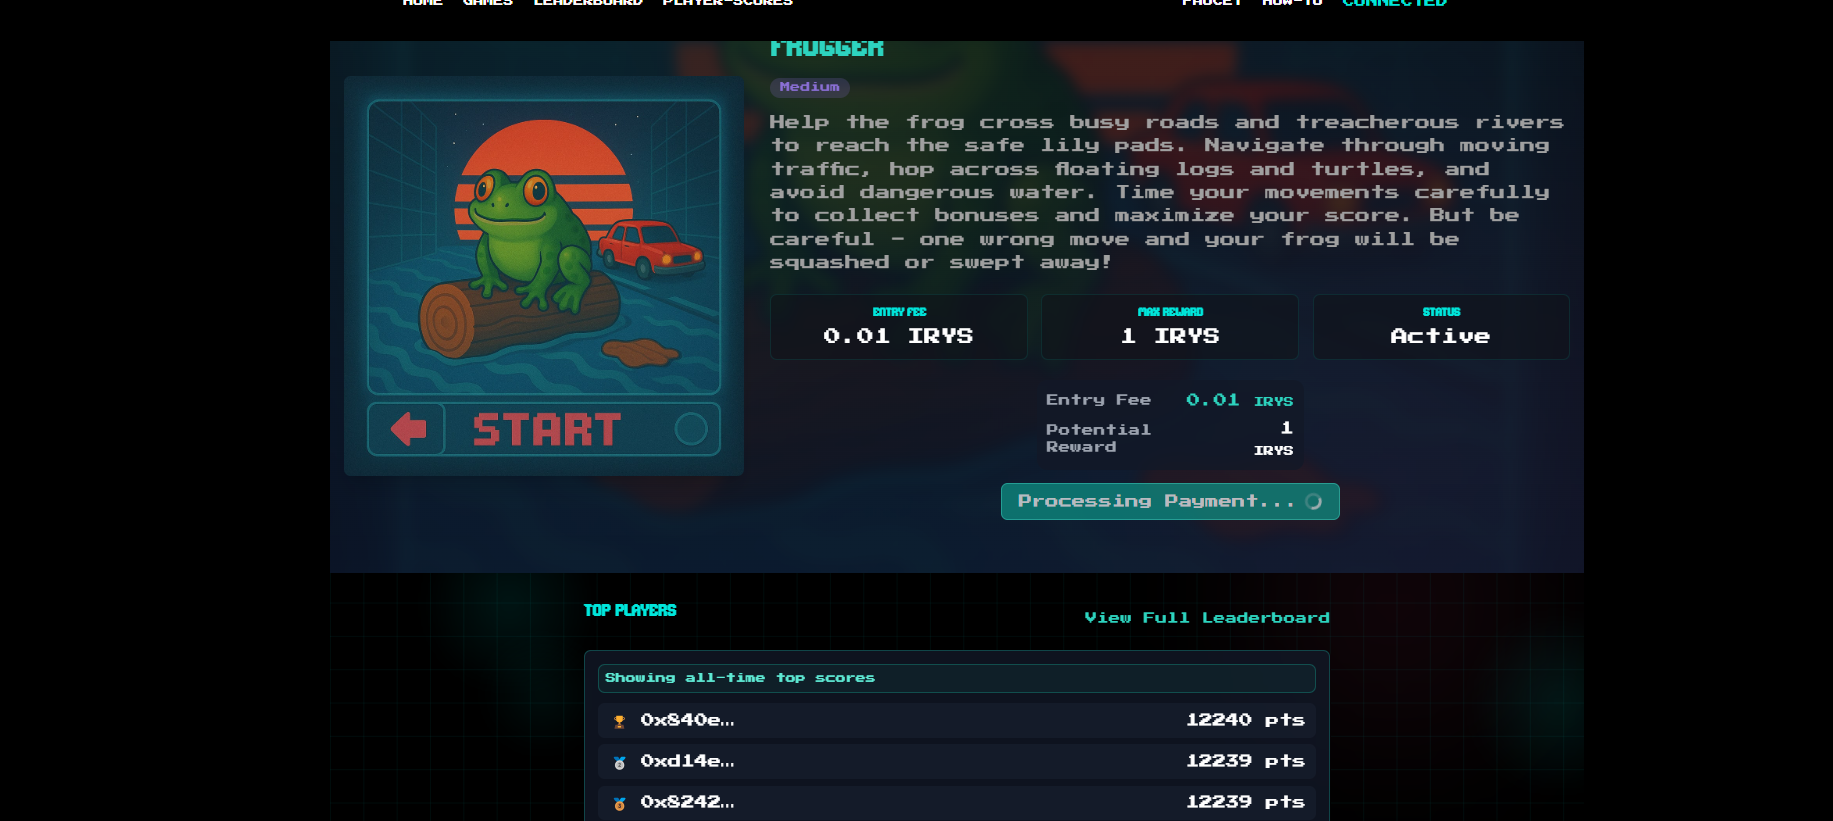 HOME GAMES LEADERBOARD PLAYER-SCORES FAUCET HOW-TO CONNECTED
FROGGER
Medium
Help the frog cross busy roads and treacherous rivers
to reach the safe lily pads. Navigate through moving
traffic, hop across floating logs and turtles, and
avoid dangerous water. Time your movements carefully
to collect bonuses and maximize your score. But be
careful - one wrong move and your frog will be
squashed or swept away!
START
ENTRY FEE
0.01 IRYS
MAX REWARD
1 IRYS
STATUS
Active
Entry Fee 0.01 IRYS
Potential
Reward
1
IRYS
Processing Payment...
TOP PLAYERS
View Full Leaderboard
Showing all-time top scores
0x840e... 12240 pts
0xd14e... 12239 pts
0x8242... 12239 pts